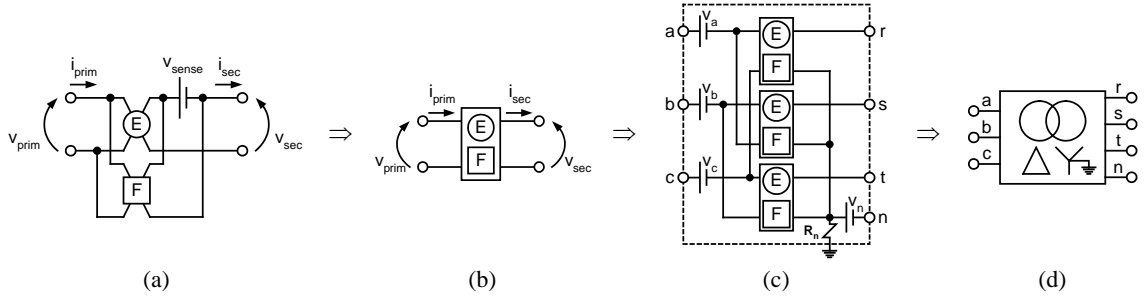 i_prim
v_sense
i_sec
E
v_prim
v_sec
F
(a)
⇒
i_prim
i_sec
E
F
v_prim
v_sec
(b)
⇒
a
v_a
E
r
F
b
v_b
E
s
F
c
v_c
E
t
F
v_n
n
R_n
(c)
⇒
a
b
c
r
s
t
n
(d)